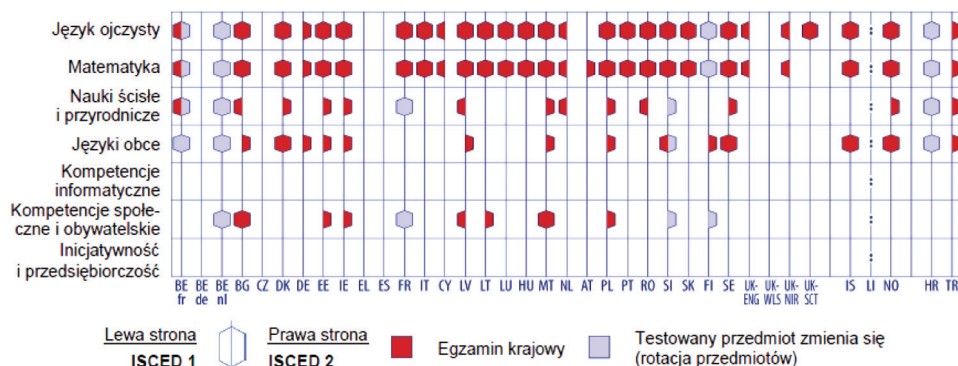 Język ojczysty
Matematyka
Nauki ścisłe
i przyrodnicze
Języki obce
Kompetencje
informatyczne
Kompetencje społe-
czne i obywatelskie
Inicjatywność
i przedsiębiorczość
BE fr BE de BE nl BG CZ DK DE EE IE EL ES FR IT CY LV LT LU HU MT NL AT PL PT RO SI SK FI SE UK-ENG UK-WLS UK-NIR UK-SCT IS LI NO HR TR
Lewa strona
ISCED 1
Prawa strona
ISCED 2
Egzamin krajowy
Testowany przedmiot zmienia się
(rotacja przedmiotów)